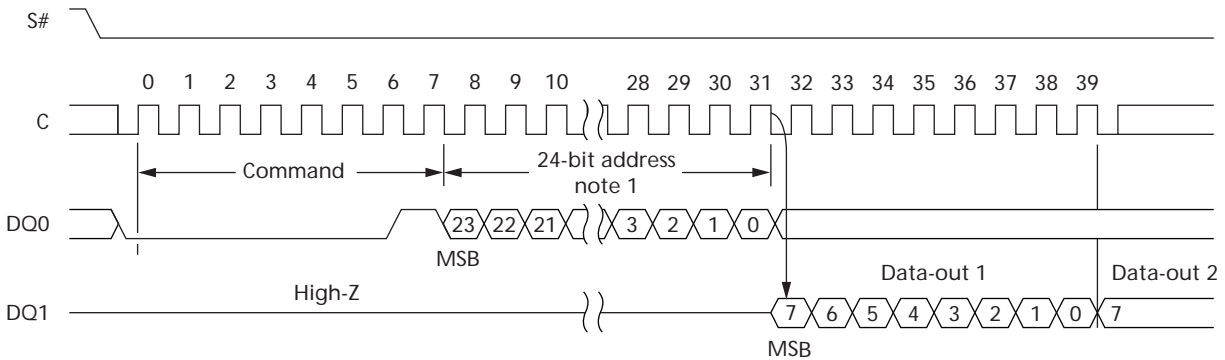 S#
0 1 2 3 4 5 6 7 8 9 10 28 29 30 31 32 33 34 35 36 37 38 39
C
Command
24-bit address
note 1
DQ0
23 22 21 3 2 1 0
MSB
Data-out 1
Data-out 2
High-Z
DQ1
7 6 5 4 3 2 1 0 7
MSB